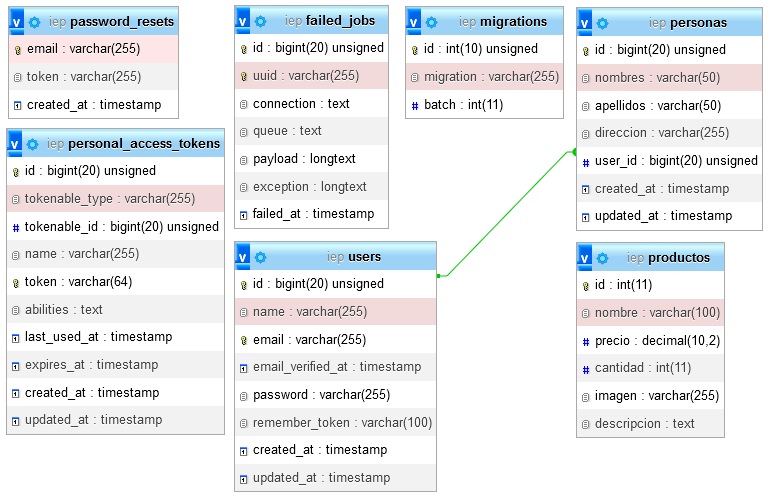 v iep password_resets
email : varchar(255)
token : varchar(255)
created_at : timestamp
v iep personal_access_tokens
id : bigint(20) unsigned
tokenable_type : varchar(255)
tokenable_id : bigint(20) unsigned
name : varchar(255)
token : varchar(64)
abilities : text
last_used_at : timestamp
expires_at : timestamp
created_at : timestamp
updated_at : timestamp
v iep failed_jobs
id : bigint(20) unsigned
uuid : varchar(255)
connection : text
queue : text
payload : longtext
exception : longtext
failed_at : timestamp
v iep users
id : bigint(20) unsigned
name : varchar(255)
email : varchar(255)
email_verified_at : timestamp
password : varchar(255)
remember_token : varchar(100)
created_at : timestamp
updated_at : timestamp
v iep migrations
id : int(10) unsigned
migration : varchar(255)
# batch : int(11)
v iep personas
id : bigint(20) unsigned
nombres : varchar(50)
apellidos : varchar(50)
direccion : varchar(255)
# user_id : bigint(20) unsigned
created_at : timestamp
updated_at : timestamp
v iep productos
id : int(11)
nombre : varchar(100)
# precio : decimal(10,2)
# cantidad : int(11)
imagen : varchar(255)
descripcion : text